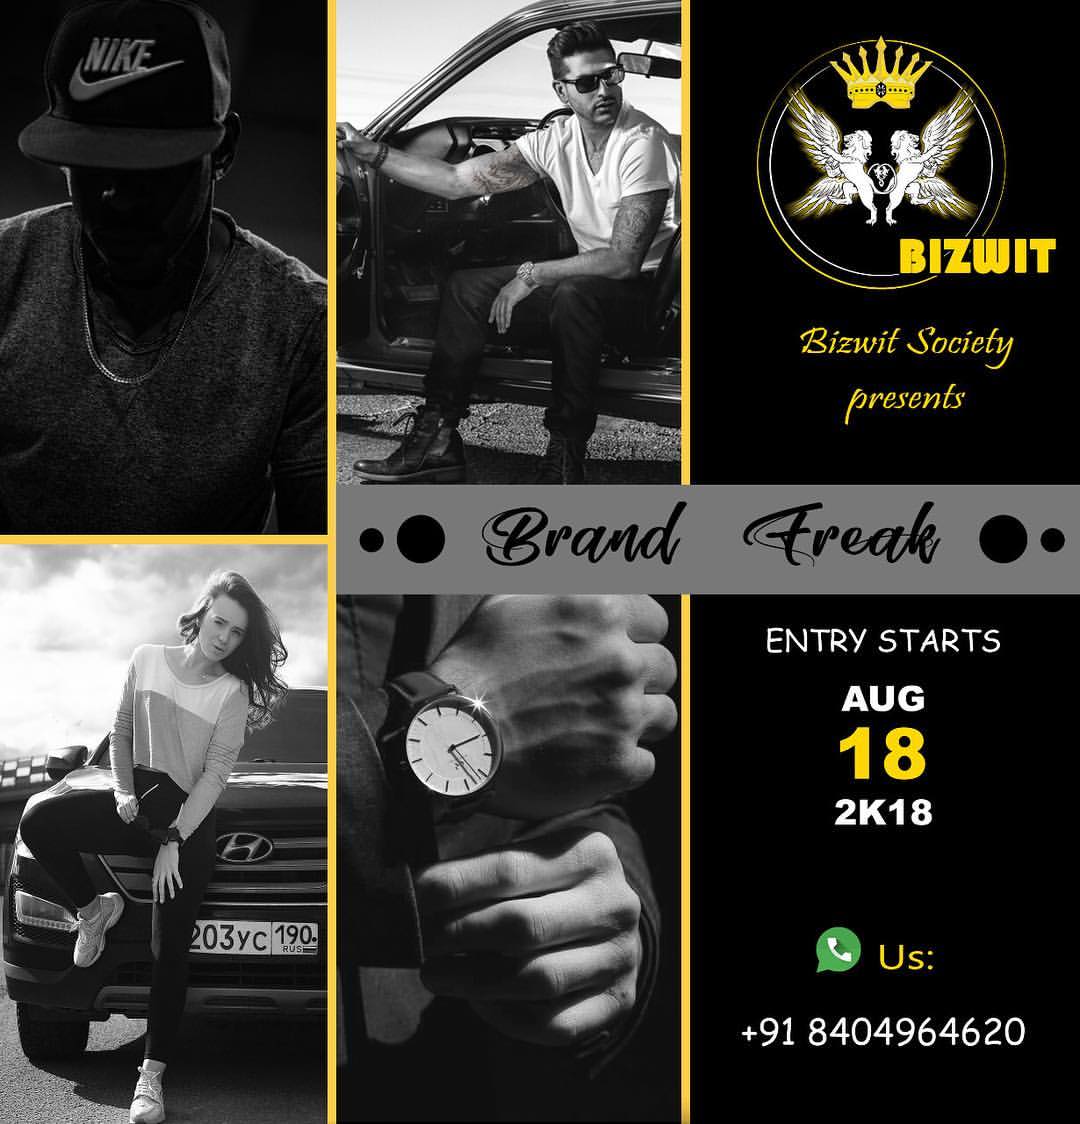 NIKE
BIZWIT
Bizwit Society
presents
Brand Freak
ENTRY STARTS
AUG
18
2K18
Us:
+91 8404964620
203УС 190
RUS